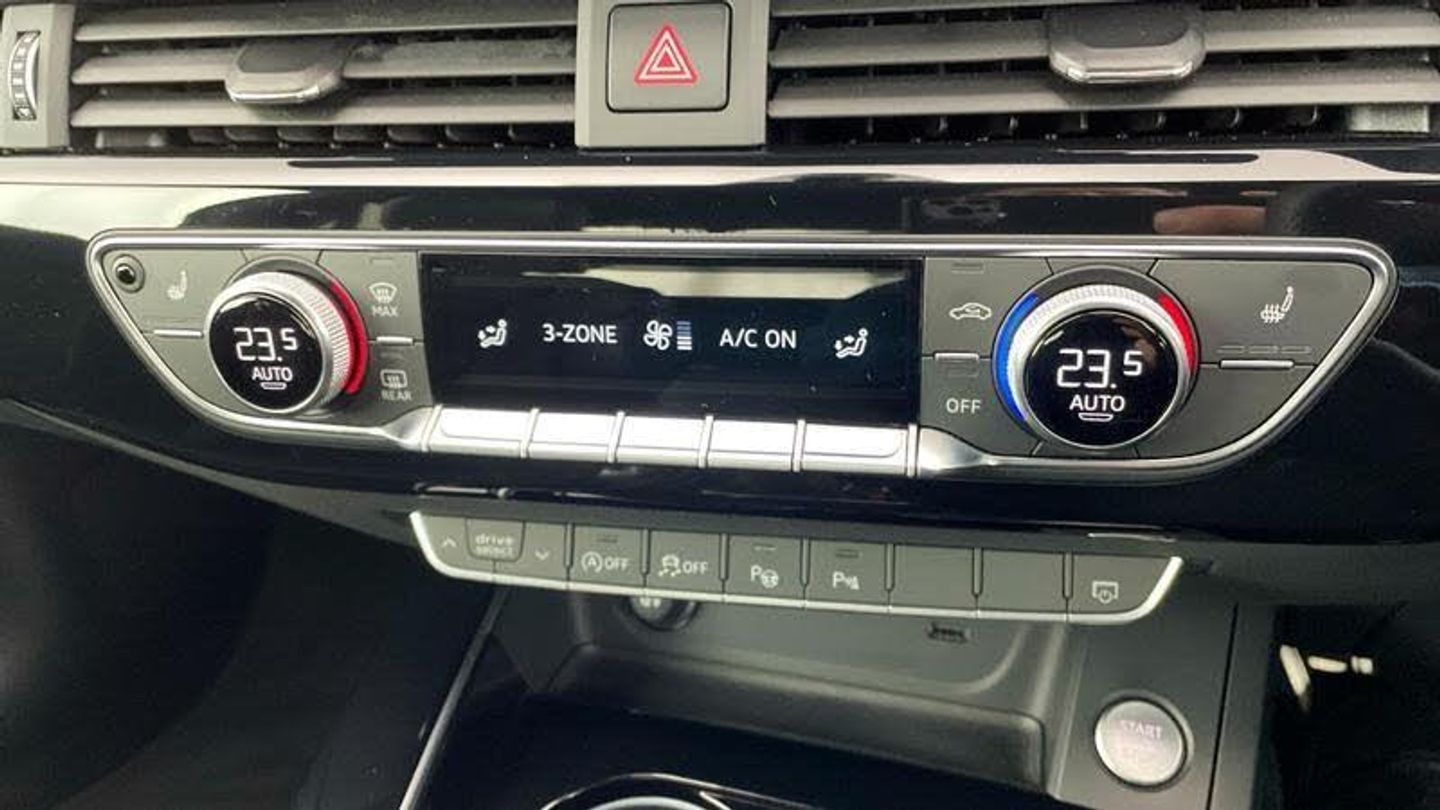 MAX
23.5
AUTO
REAR
3-ZONE
A/C ON
OFF
23.5
AUTO
drive
select
A OFF
OFF
P
P
START